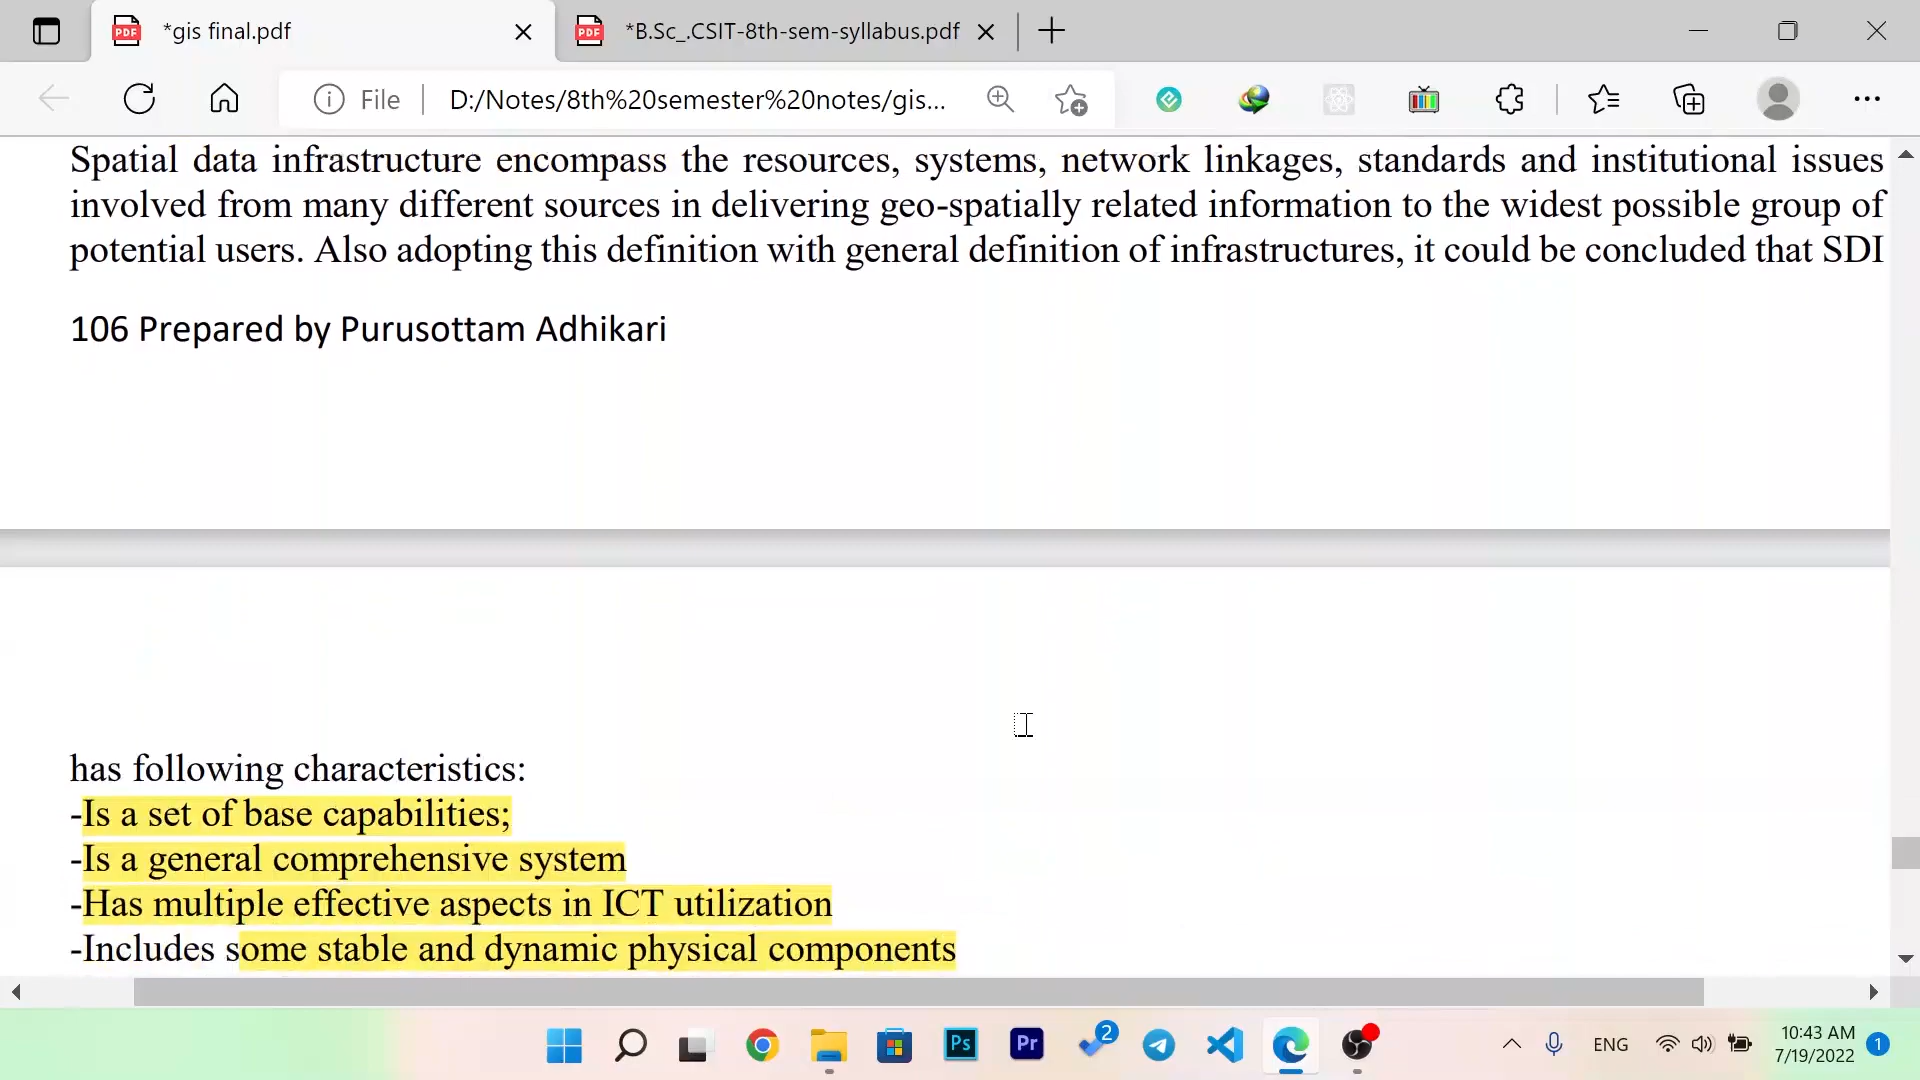 *gis final.pdf
*B.Sc_.CSIT-8th-sem-syllabus.pdf
File
D:/Notes/8th%20semester%20notes/gis...
Spatial data infrastructure encompass the resources, systems, network linkages, standards and institutional issues
involved from many different sources in delivering geo-spatially related information to the widest possible group of
potential users. Also adopting this definition with general definition of infrastructures, it could be concluded that SDI
106 Prepared by Purusottam Adhikari
has following characteristics:
-Is a set of base capabilities;
-Is a general comprehensive system
-Has multiple effective aspects in ICT utilization
-Includes some stable and dynamic physical components
Ps
Pr
2
ENG
10:43 AM
7/19/2022
1